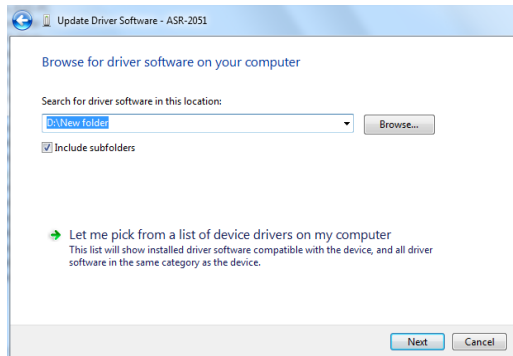 Update Driver Software - ASR-2051
Browse for driver software on your computer
Search for driver software in this location:
D:\New folder
Browse...
Include subfolders
Let me pick from a list of device drivers on my computer
This list will show installed driver software compatible with the device, and all driver
software in the same category as the device.
Next
Cancel